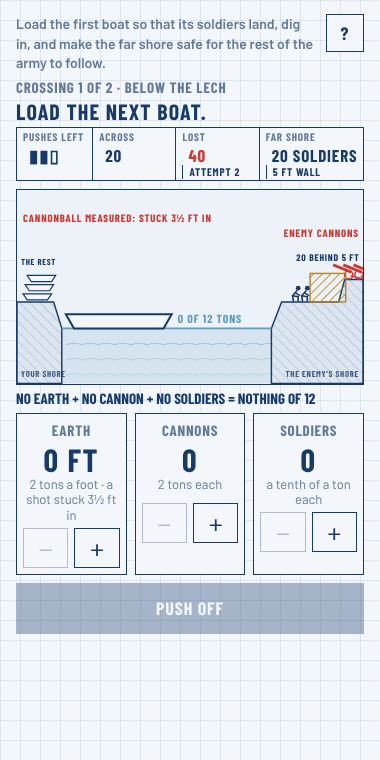 Load the first boat so that its soldiers land, dig
in, and make the far shore safe for the rest of the
army to follow.
?
CROSSING 1 OF 2 · BELOW THE LECH
LOAD THE NEXT BOAT.
PUSHES LEFT
ACROSS
20
LOST
40
ATTEMPT 2
FAR SHORE
20 SOLDIERS
5 FT WALL
CANNONBALL MEASURED: STUCK 3½ FT IN
ENEMY CANNONS
THE REST
20 BEHIND 5 FT
0 OF 12 TONS
YOUR SHORE
THE ENEMY'S SHORE
NO EARTH + NO CANNON + NO SOLDIERS = NOTHING OF 12
EARTH
0 FT
2 tons a foot · a
shot stuck 3½ ft
in
− +
CANNONS
0
2 tons each
− +
SOLDIERS
0
a tenth of a ton
each
− +
PUSH OFF